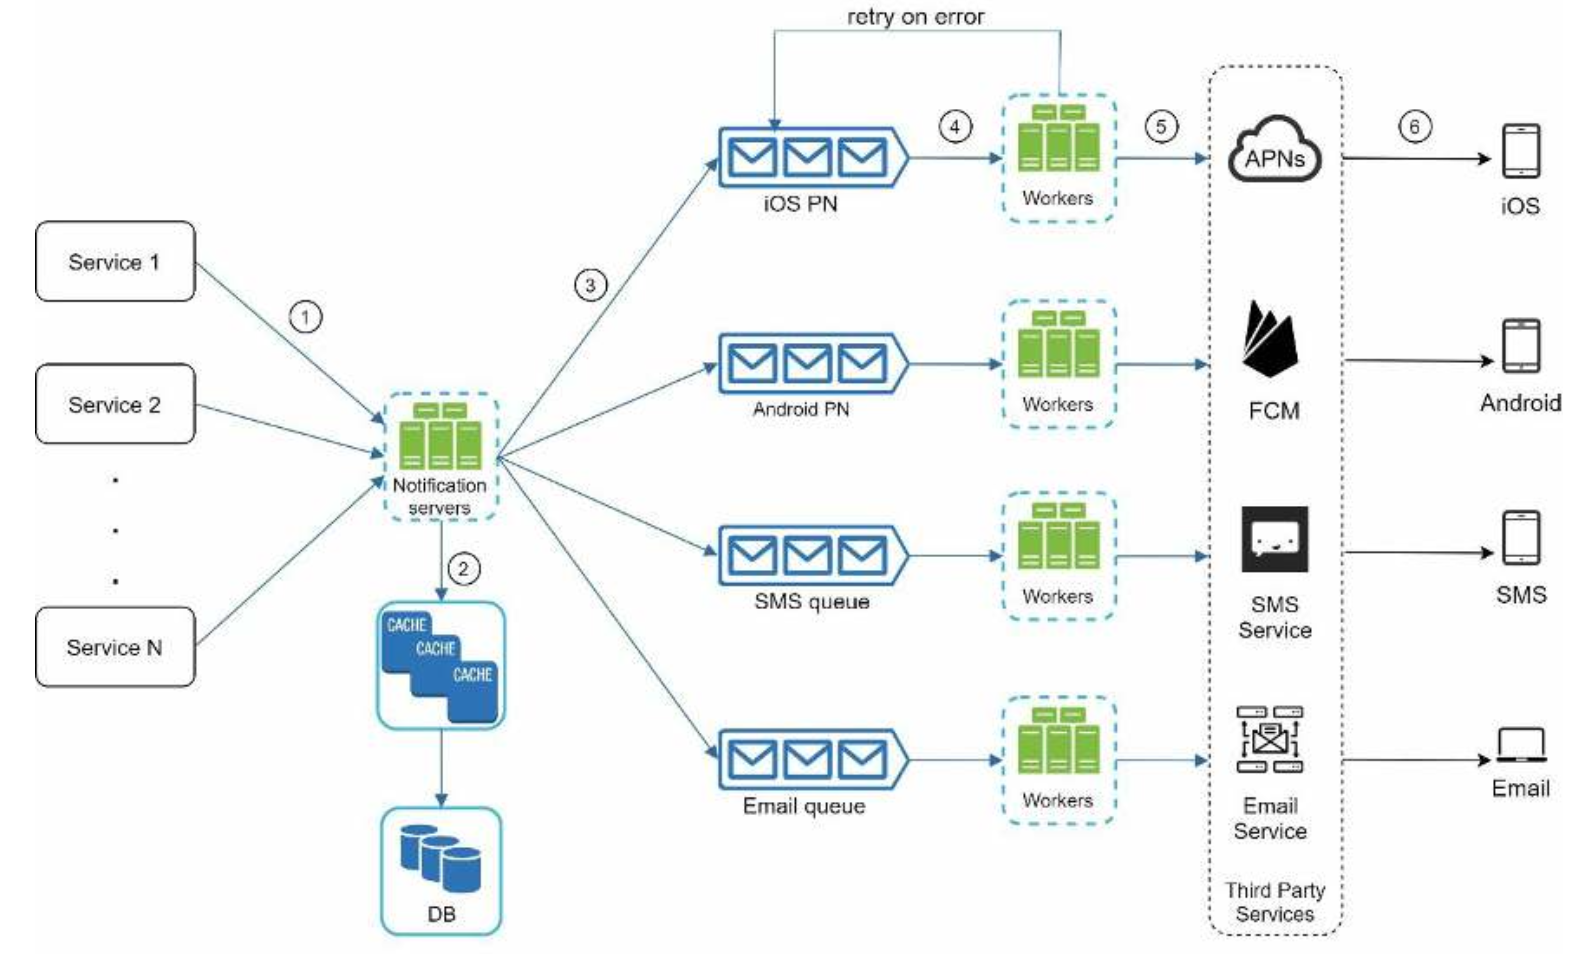 retry on error
4
5
6
APNs
iOS PN
Workers
iOS
Service 1
3
1
Service 2
Android PN
Workers
FCM
Android
Notification
servers
2
SMS queue
Workers
SMS
Service
SMS
Service N
CACHE
CACHE
CACHE
Email queue
Workers
Email
Service
Email
DB
Third Party
Services